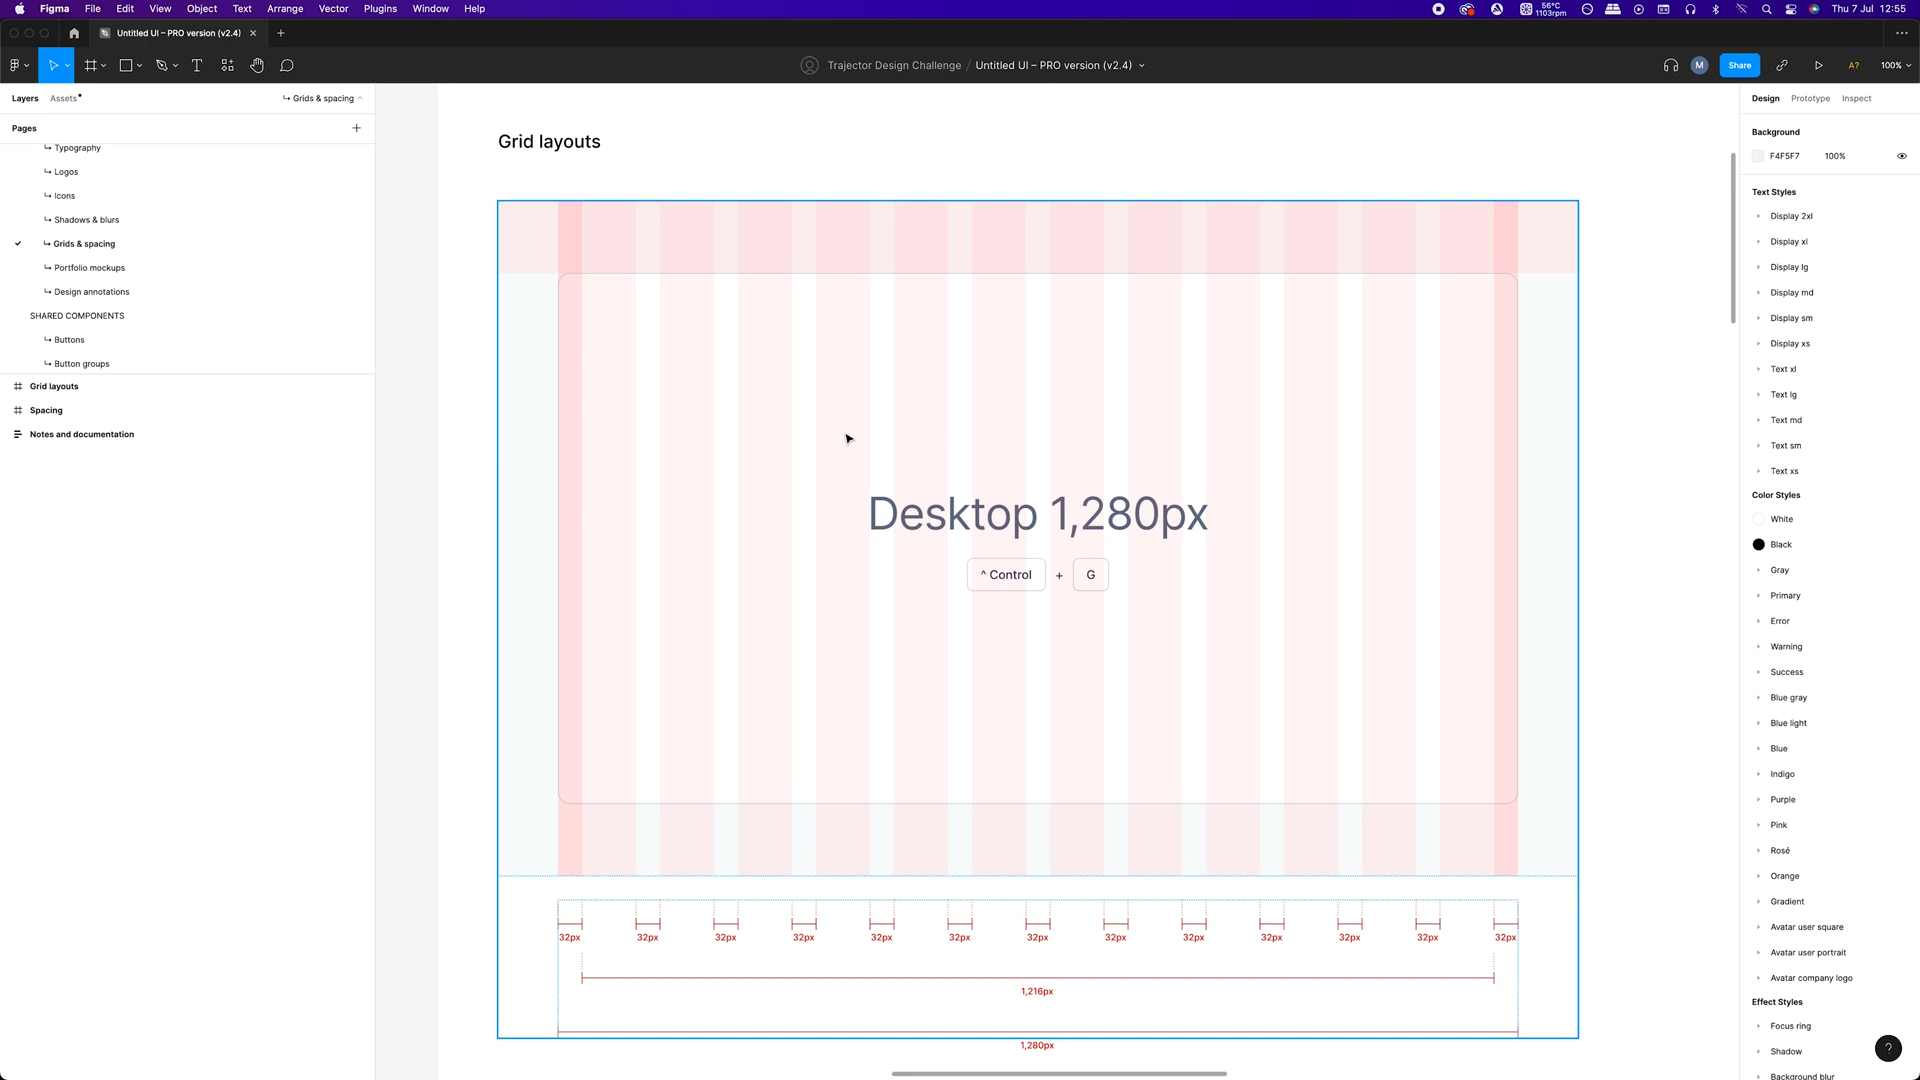 Figma File Edit View Object Text Arrange Vector Plugins Window Help
56°C
1103rpm
Thu 7 Jul 12:55
Untitled UI – PRO version (v2.4)
Trajector Design Challenge / Untitled UI – PRO version (v2.4)
M
Share
A?
100%
Layers Assets Grids & spacing
Pages
Typography
Logos
Icons
Shadows & blurs
Grids & spacing
Portfolio mockups
Design annotations
SHARED COMPONENTS
Buttons
Button groups
Grid layouts
Spacing
Notes and documentation
Grid layouts
Desktop 1,280px
^ Control + G
32px 32px 32px 32px 32px 32px 32px 32px 32px 32px 32px 32px 32px
1,216px
1,280px
Design Prototype Inspect
Background
F4F5F7 100%
Text Styles
Display 2xl
Display xl
Display lg
Display md
Display sm
Display xs
Text xl
Text lg
Text md
Text sm
Text xs
Color Styles
White
Black
Gray
Primary
Error
Warning
Success
Blue gray
Blue light
Blue
Indigo
Purple
Pink
Rosé
Orange
Gradient
Avatar user square
Avatar user portrait
Avatar company logo
Effect Styles
Focus ring
Shadow
Background blur
?